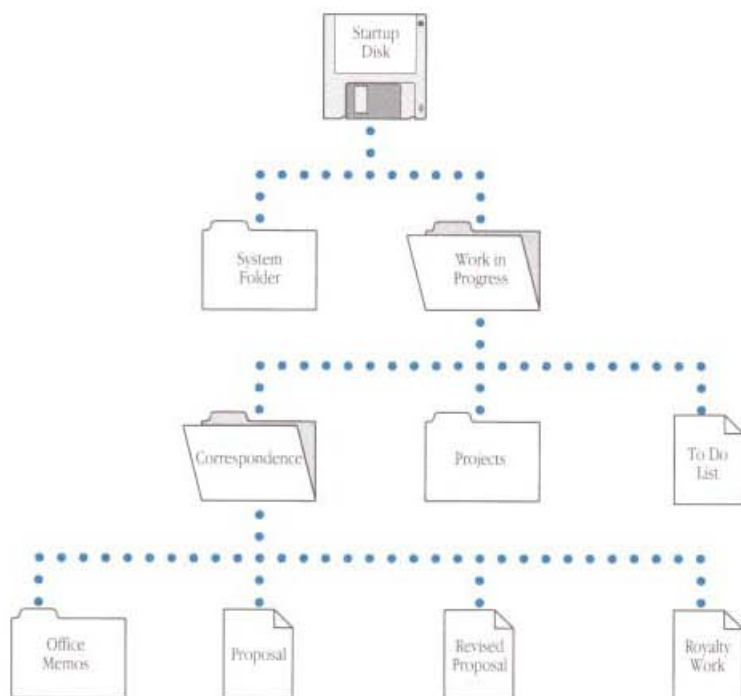 Startup
Disk
System
Folder
Work in
Progress
Correspondence
Projects
To Do
List
Office
Memos
Proposal
Revised
Proposal
Royalty
Work